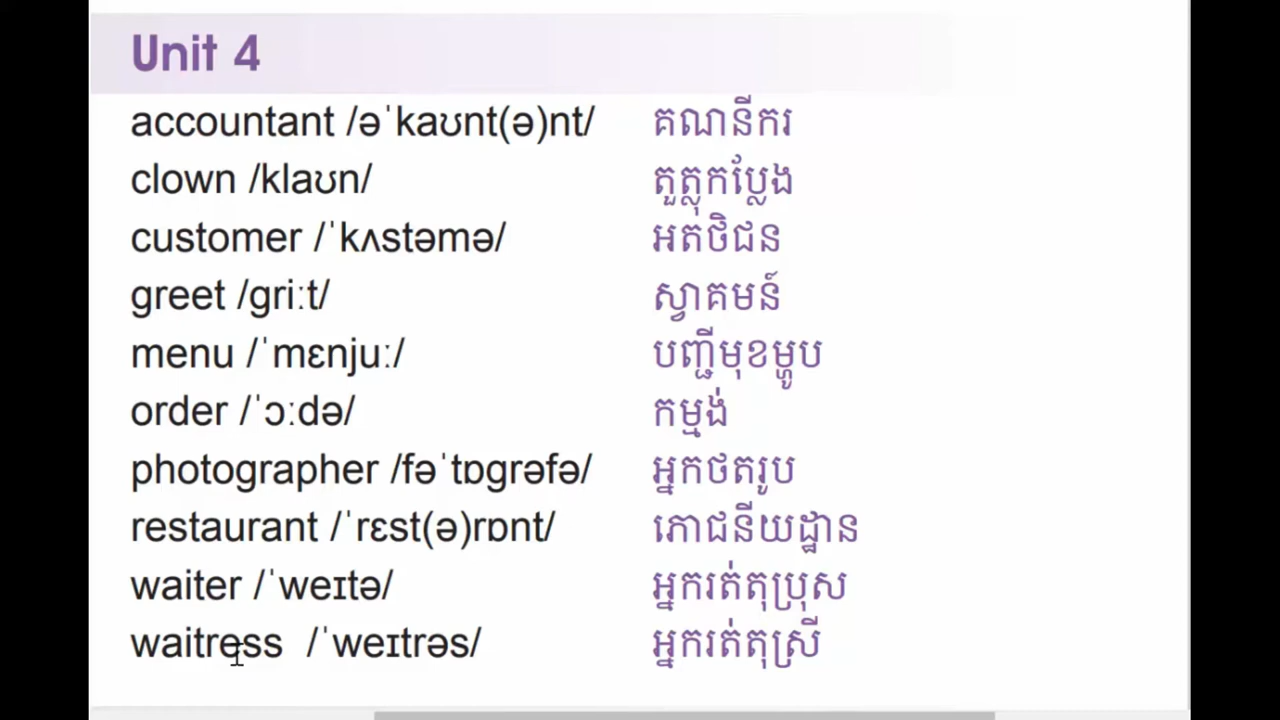 Unit 4
accountant /əˈkaʊnt(ə)nt/ គណនីករ
clown /klaʊn/ តួត្លុកប្លែង
customer /ˈkʌstəmə/ អតថិជន
greet /ɡriːt/ ស្វាគមន៍
menu /ˈmɛnjuː/ បញ្ជីមុខម្ហូប
order /ˈɔːdə/ កម្មង់
photographer /fəˈtɒɡrəfə/ អ្នកថតរូប
restaurant /ˈrɛst(ə)rɒnt/ ភោជនីយដ្ឋាន
waiter /ˈweɪtə/ អ្នករត់តុប្រុស
waitress /ˈweɪtrəs/ អ្នករត់តុស្រី